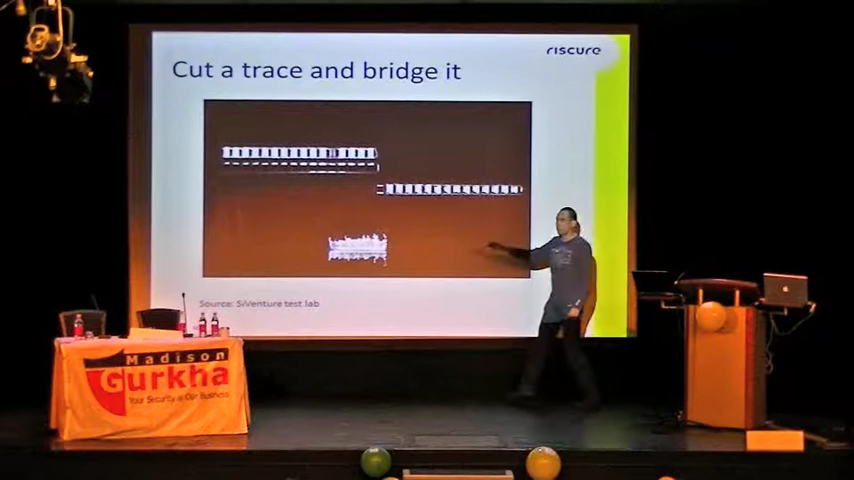 riscure
Cut a trace and bridge it
Source: SiVenture test lab
Madison
Gurkha
Your Security is Our Business